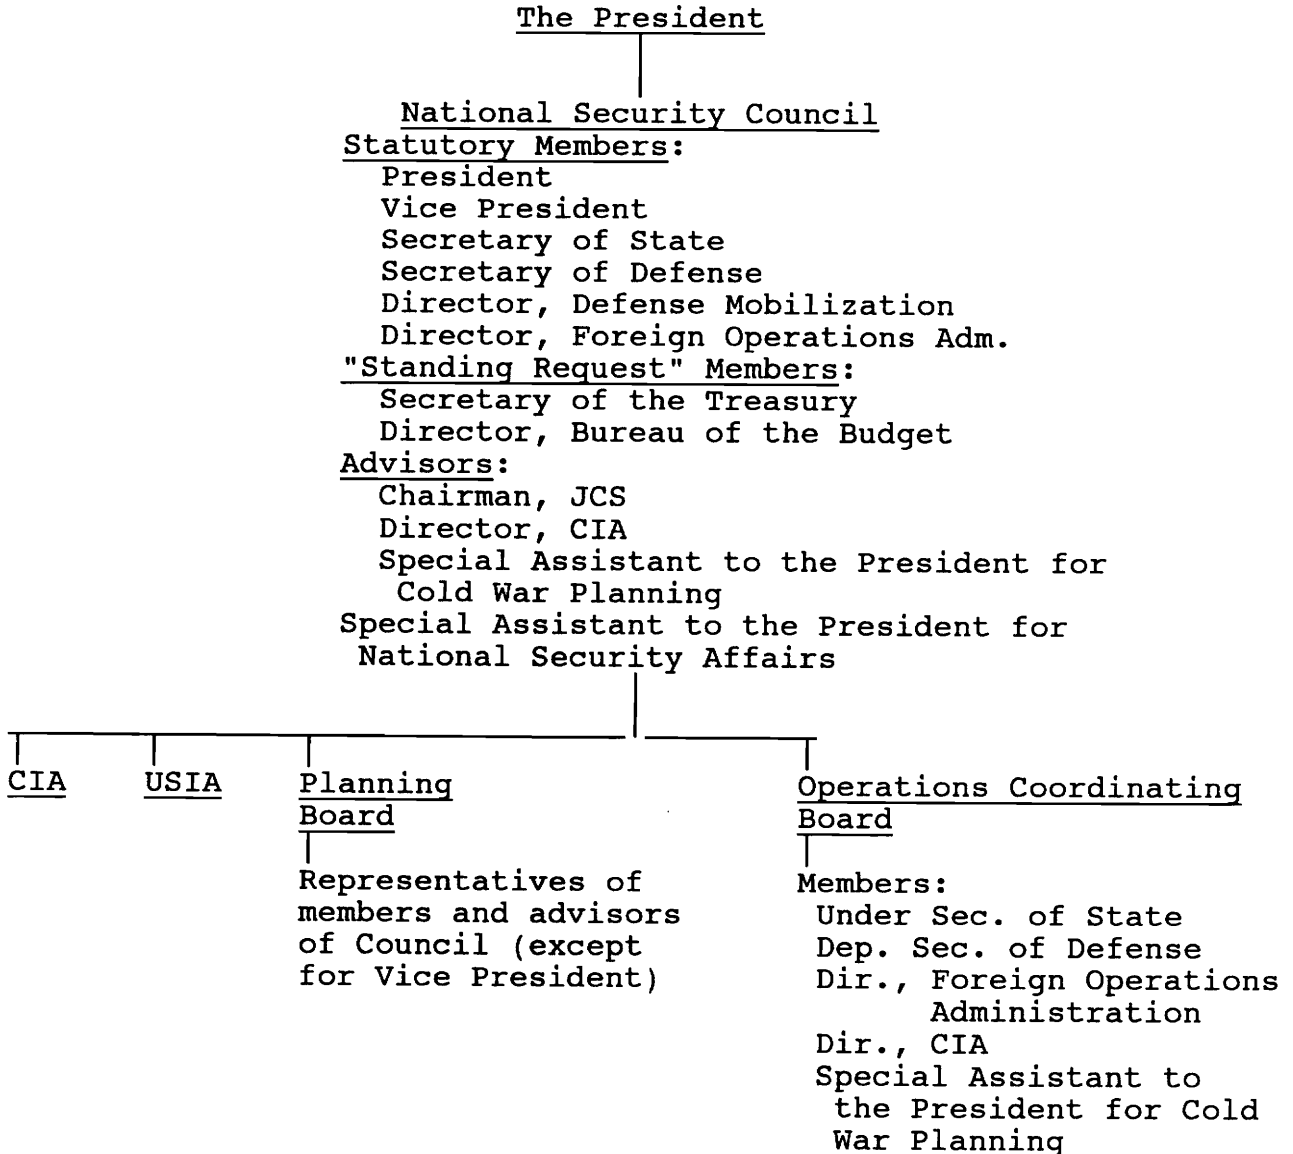 The President
National Security Council
Statutory Members:
President
Vice President
Secretary of State
Secretary of Defense
Director, Defense Mobilization
Director, Foreign Operations Adm.
"Standing Request" Members:
Secretary of the Treasury
Director, Bureau of the Budget
Advisors:
Chairman, JCS
Director, CIA
Special Assistant to the President for
Cold War Planning
Special Assistant to the President for
National Security Affairs
CIA
USIA
Planning
Board
Representatives of
members and advisors
of Council (except
for Vice President)
Operations Coordinating
Board
Members:
Under Sec. of State
Dep. Sec. of Defense
Dir., Foreign Operations
Administration
Dir., CIA
Special Assistant to
the President for Cold
War Planning